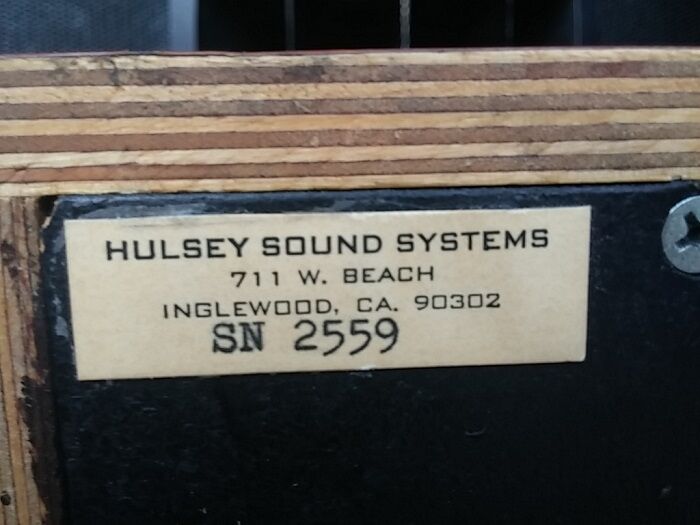 HULSEY SOUND SYSTEMS
711 W. BEACH
INGLEWOOD, CA. 90302
SN 2559